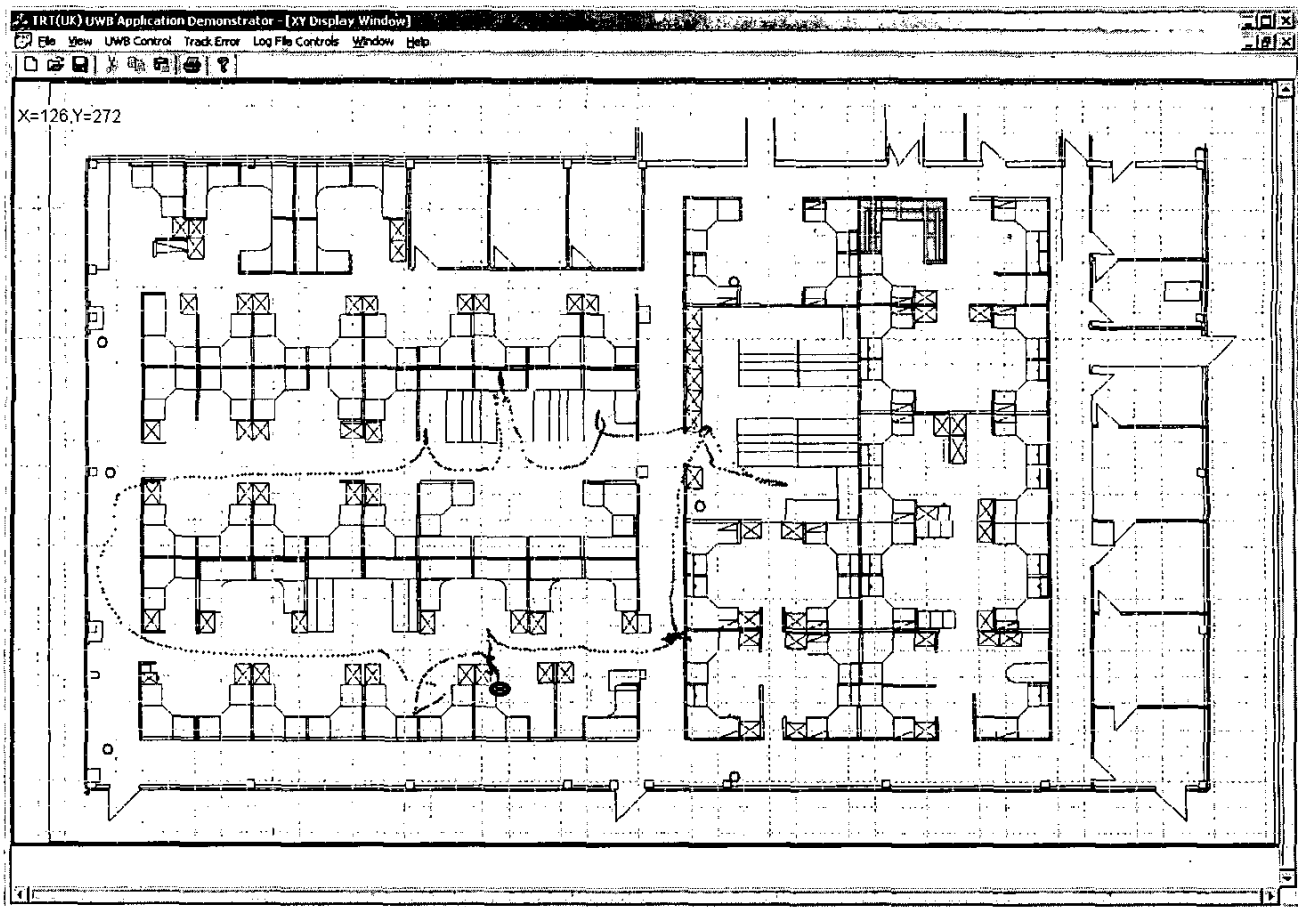 TRT(UK) UWB Application Demonstrator - [XY Display Window]
File View UWB Control Track Error Log File Controls Window Help
X=126,Y=272